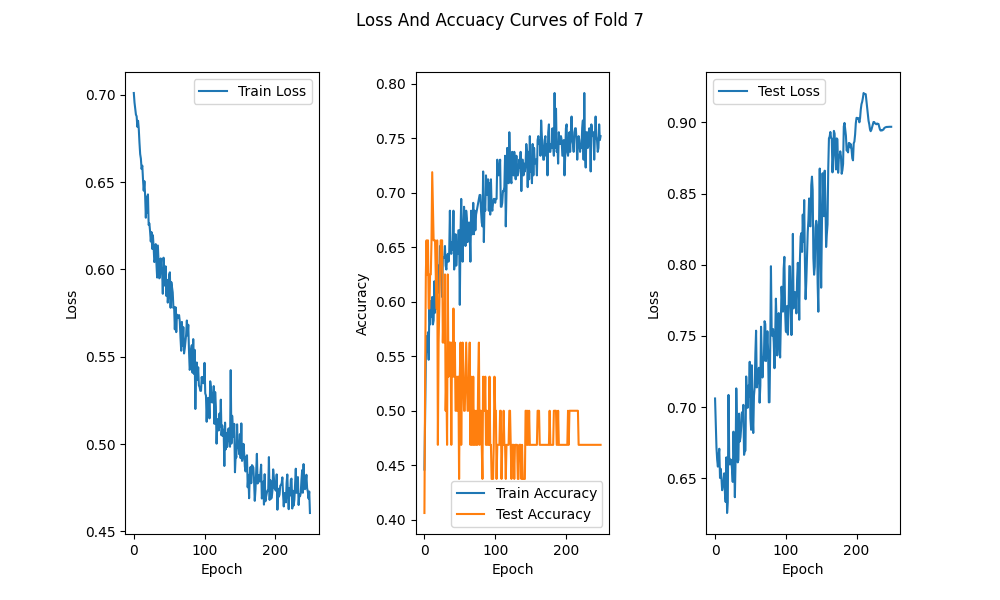 Loss And Accuacy Curves of Fold 7
Loss
0.70
0.65
0.60
0.55
0.50
0.45
Train Loss
0 100 200
Epoch
Accuracy
0.80
0.75
0.70
0.65
0.60
0.55
0.50
0.45
0.40
Train Accuracy
Test Accuracy
0 100 200
Epoch
Loss
0.90
0.85
0.80
0.75
0.70
0.65
Test Loss
0 100 200
Epoch